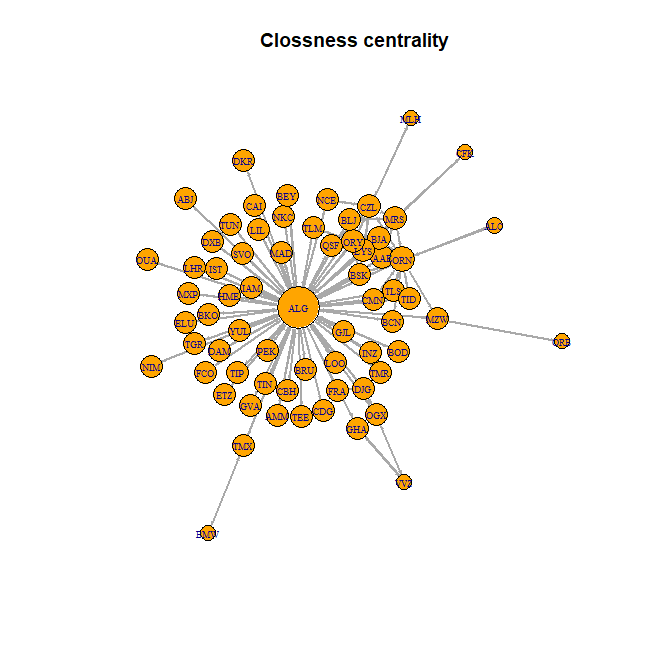 Clossness centrality
MLH
CFK
DKR
ABJ
BEY
NCE
CZL
CAI
NKC
BLJ
MRS
TUN
LIL
TLM
ALC
DXB
QSF
ORY
BJA
SVO
MAD
LYS
AAE
OUA
LHR
IST
BSK
ORN
MXP
HME
IAM
TLS
TID
CMN
ALG
ELU
BKO
BCN
MZW
YUL
GJL
TGR
DAM
PEK
INZ
BOD
NIM
FCO
TIP
BRU
LOO
TMR
ETZ
TIN
CBH
FRA
DJG
GVA
AMM
TEE
CDG
OGX
GHA
TMX
VVZ
BMW